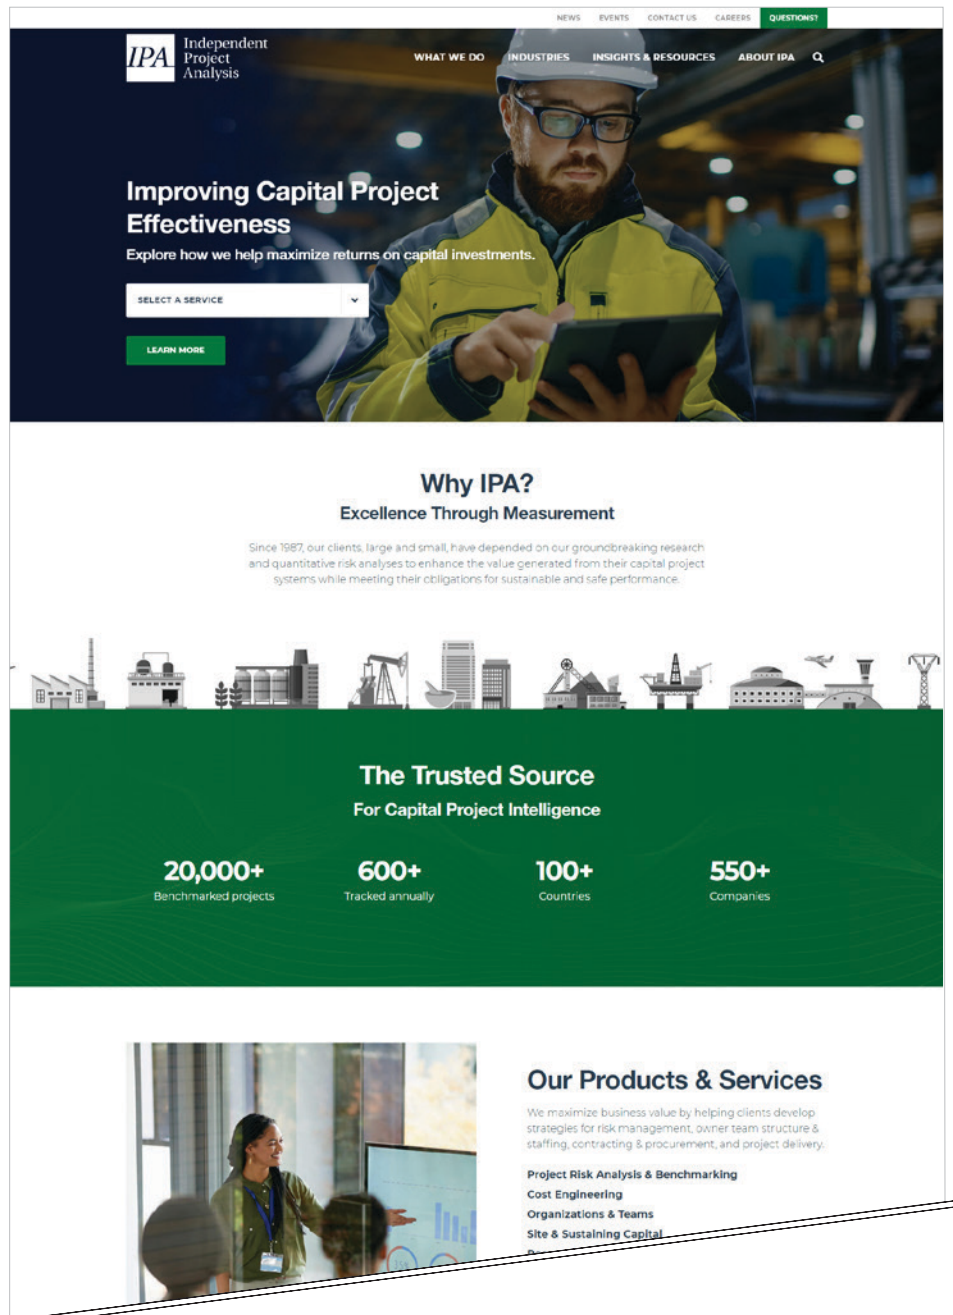 NEWS EVENTS CONTACT US CAREERS QUESTIONS?
IPA Independent
Project
Analysis
WHAT WE DO INDUSTRIES INSIGHTS & RESOURCES ABOUT IPA
Improving Capital Project
Effectiveness
Explore how we help maximize returns on capital investments.
SELECT A SERVICE
LEARN MORE
Why IPA?
Excellence Through Measurement
Since 1987, our clients, large and small, have depended on our groundbreaking research
and quantitative risk analyses to enhance the value generated from their capital project
systems while meeting their obligations for sustainable and safe performance.
The Trusted Source
For Capital Project Intelligence
20,000+ 600+ 100+ 550+
Benchmarked projects Tracked annually Countries Companies
Our Products & Services
We maximize business value by helping clients develop
strategies for risk management, owner team structure &
staffing, contracting & procurement, and project delivery.
Project Risk Analysis & Benchmarking
Cost Engineering
Organizations & Teams
Site & Sustaining Capital